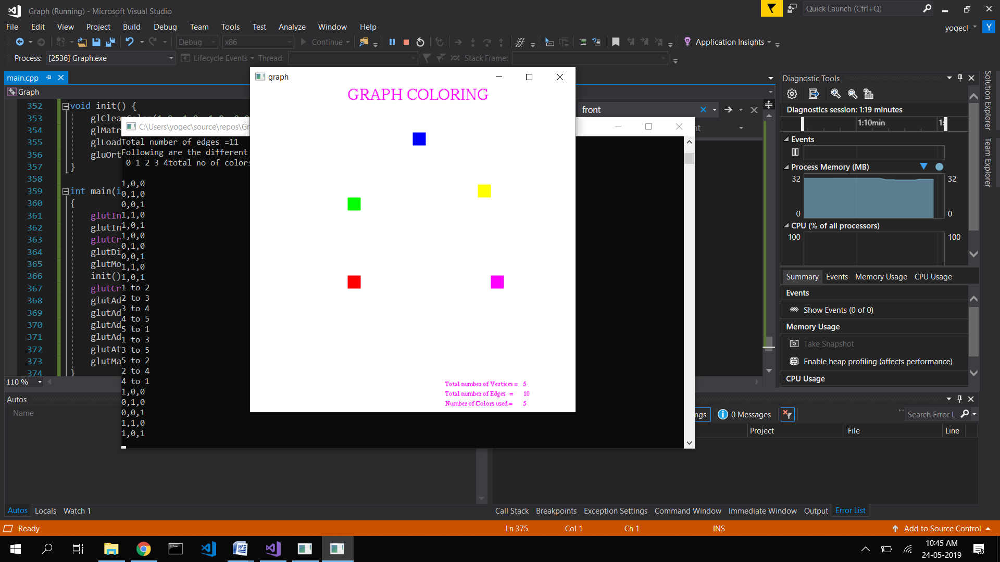 Graph (Running) - Microsoft Visual Studio
Quick Launch (Ctrl+Q)
File Edit View Project Build Debug Team Tools Test Analyze Window Help
yogecl Y
Debug x86 Continue Application Insights
Process: [2536] Graph.exe Lifecycle Events Thread: Stack Frame:
main.cpp
Graph
352 void init() {
353
354 glMatr
355 glLoad
356 gluOrt
357 }
358
359 int main(i
360 {
361 glutIn
362 glutIn
363 glutCr
364 glutDi
365 glutMo
366 init()
367 glutCr
368 glutAd
369 glutAd
370 glutAd
371 glutAd
372 glutAt
373 glutMa
374 }
110 %
front
C:\Users\yogec\source\repos\Gr
Total number of edges =11
Following are the different
0 1 2 3 4total no of colors
1,0,0
0,1,0
0,0,1
1,1,0
1,0,1
1,0,0
0,1,0
0,0,1
1,1,0
1,0,1
1 to 2
2 to 3
3 to 4
4 to 5
5 to 1
1 to 3
3 to 5
5 to 2
2 to 4
4 to 1
1,0,0
0,1,0
0,0,1
1,1,0
1,0,1
graph
GRAPH COLORING
Total number of Vertices = 5
Total number of Edges = 10
Number of Colors used = 5
Diagnostic Tools
Diagnostics session: 1:19 minutes
1:10min
Events
Process Memory (MB)
32 32
0 0
CPU (% of all processors)
100 100
Summary Events Memory Usage CPU Usage
Events
Show Events (0 of 0)
Memory Usage
Take Snapshot
Enable heap profiling (affects performance)
CPU Usage
Solution Explorer
Team Explorer
Autos
Name
ngs 0 Messages Search Error L
Project File Line
Autos Locals Watch 1
Call Stack Breakpoints Exception Settings Command Window Immediate Window Output Error List
Ready Ln 375 Col 1 Ch 1 INS Add to Source Control
10:45 AM
24-05-2019